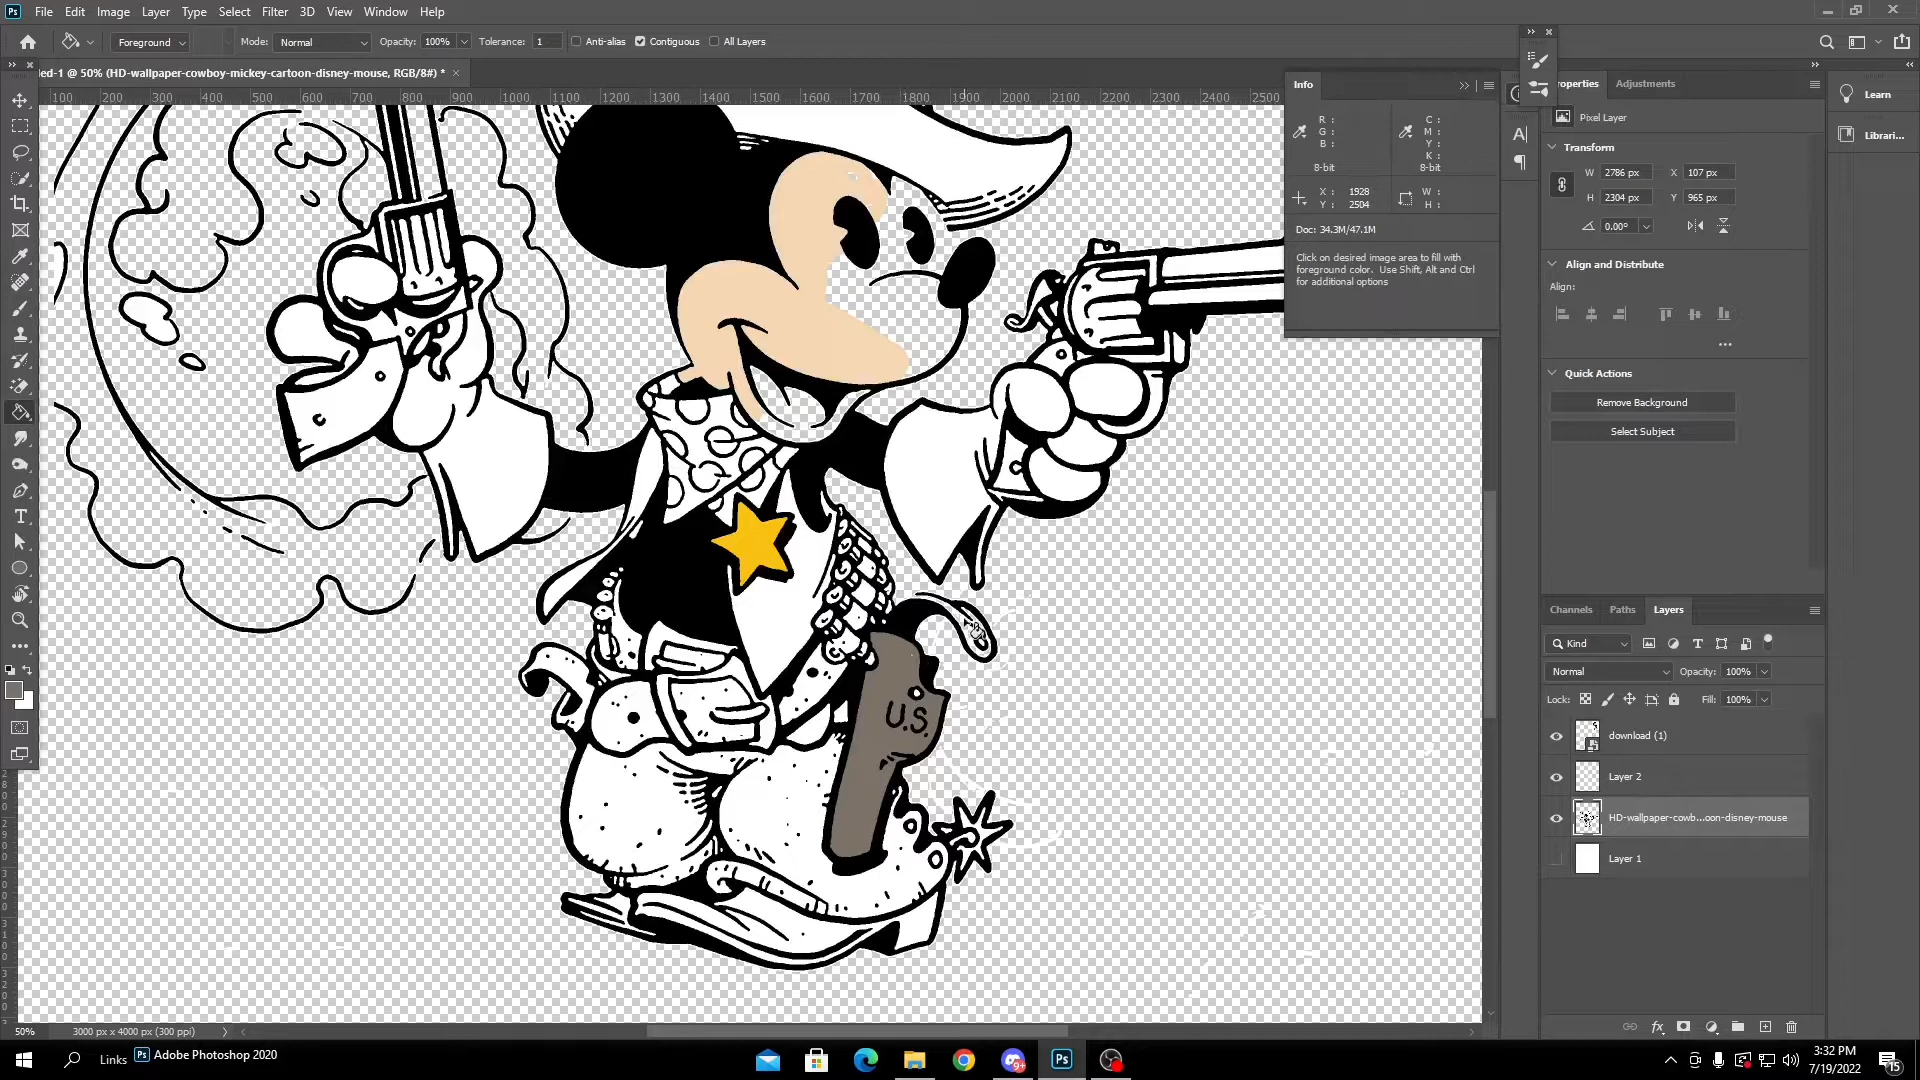 Ps File Edit Image Layer Type Select Filter 3D View Window Help
Foreground Mode: Normal Opacity: 100% Tolerance: 1 Anti-alias Contiguous All Layers
led-1 @ 50% (HD-wallpaper-cowboy-mickey-cartoon-disney-mouse, RGB/8#) *
100 200 300 400 500 600 700 800 900 1000 1100 1200 1300 1400 1500 1600 1700 1800 1900 2000 2100 2200 2300 2400 2500
Info
R :
G :
B :
8-bit
C :
M :
Y :
K :
8-bit
X : 1928
Y : 2504
W :
H :
Doc: 34.3M/47.1M
Click on desired image area to fill with
foreground color. Use Shift, Alt and Ctrl
for additional options
roperties Adjustments
Pixel Layer
Transform
W 2786 px X 107 px
H 2304 px Y 965 px
0.00°
Align and Distribute
Align:
Quick Actions
Remove Background
Select Subject
Learn
Librari...
U.S.
Channels Paths Layers
Kind
Normal Opacity: 100%
Lock: Fill: 100%
download (1)
Layer 2
HD-wallpaper-cowb...oon-disney-mouse
Layer 1
50% 3000 px x 4000 px (300 ppi)
Links Ps Adobe Photoshop 2020
9+
Ps
3:32 PM
7/19/2022
15